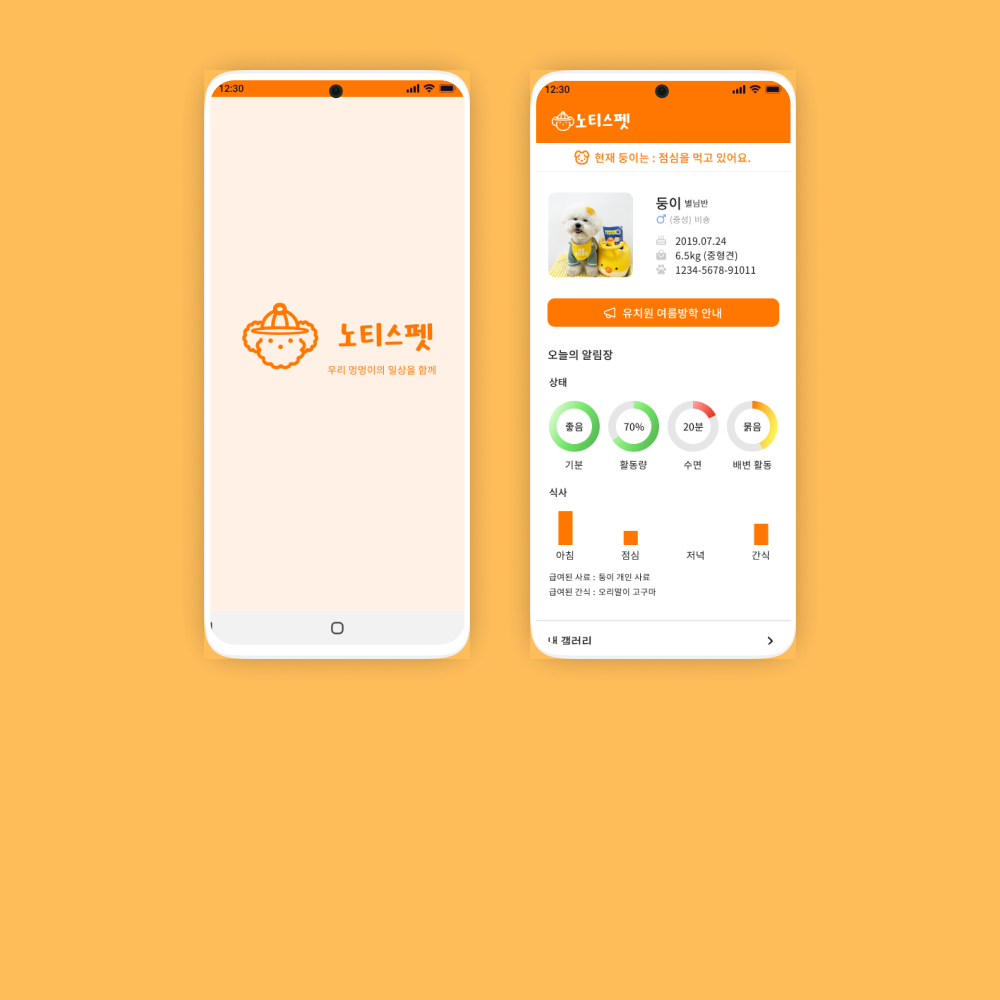 12:30
노티스펫
우리 멍멍이의 일상을 함께
12:30
노티스펫
현재 둥이는 : 점심을 먹고 있어요.
둥이 별님반
(중성) 비숑
2019.07.24
6.5kg (중형견)
1234-5678-91011
유치원 여름방학 안내
오늘의 알림장
상태
좋음 70% 20분 묽음
기분 활동량 수면 배변 활동
식사
아침 점심 저녁 간식
급여된 사료 : 둥이 개인 사료
급여된 간식 : 오리말이 고구마
내 갤러리